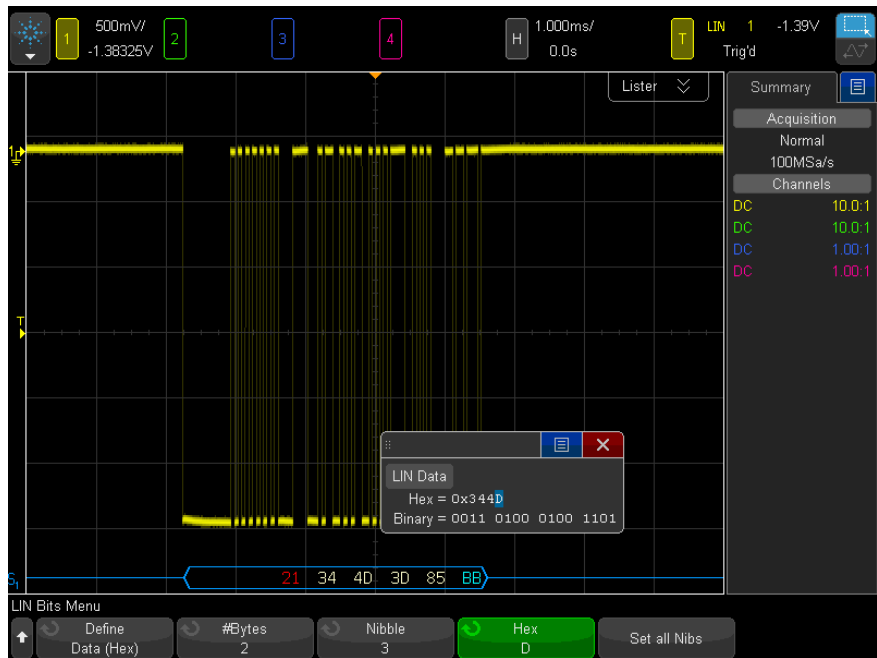 1 500mV/ 2 3 4 H 1.000ms/ T LIN 1 -1.39V
-1.38325V 0.0s Trig'd
Lister
Summary
Acquisition
Normal
100MSa/s
Channels
DC 10.0:1
DC 10.0:1
DC 1.00:1
DC 1.00:1
1
T
LIN Data
Hex = 0x344D
Binary = 0011 0100 0100 1101
S1 21 34 4D 3D 85 BB
LIN Bits Menu
Define #Bytes Nibble Hex Set all Nibs
Data (Hex) 2 3 D